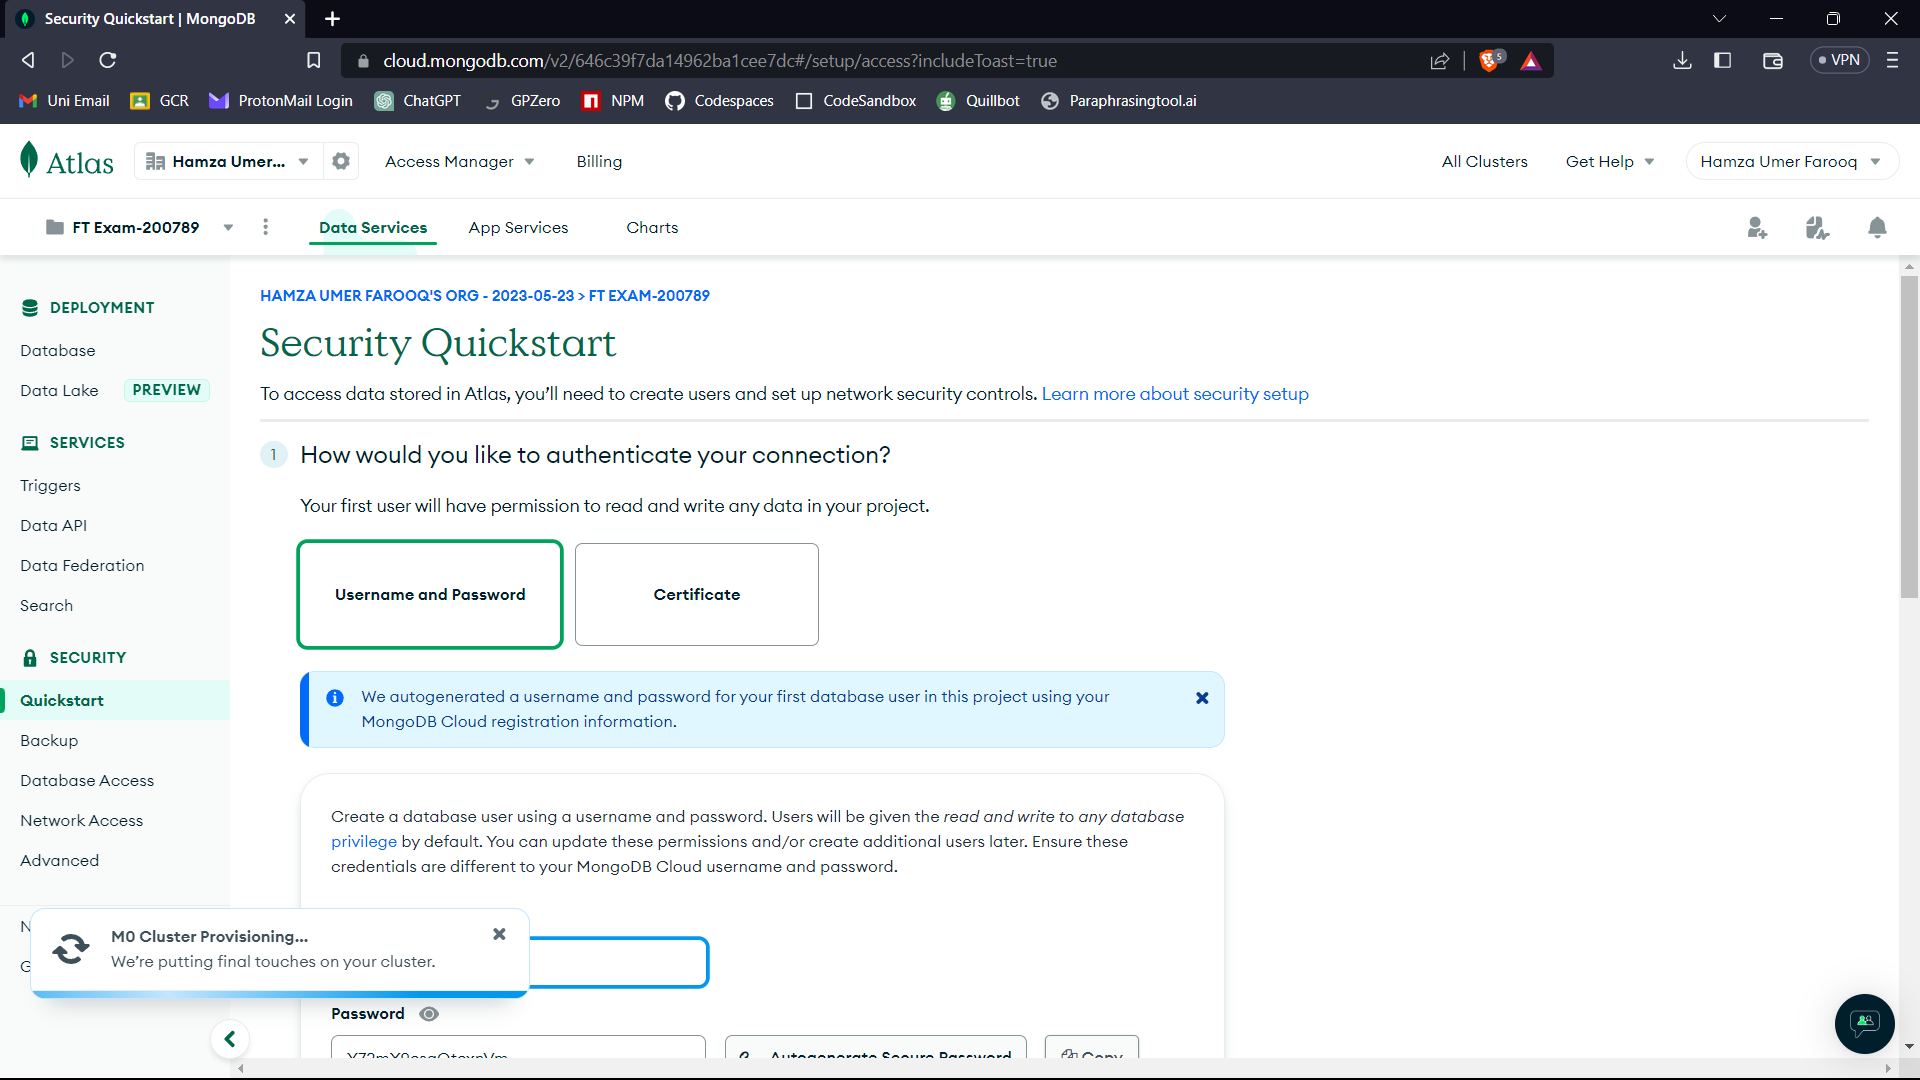 Security Quickstart | MongoDB
cloud.mongodb.com/v2/646c39f7da14962ba1cee7dc#/setup/access?includeToast=true
5
VPN
Uni Email
GCR
ProtonMail Login
ChatGPT
GPZero
NPM
Codespaces
CodeSandbox
Quillbot
Paraphrasingtool.ai
Atlas
Hamza Umer...
Access Manager
Billing
All Clusters
Get Help
Hamza Umer Farooq
FT Exam-200789
Data Services
App Services
Charts
DEPLOYMENT
Database
Data Lake PREVIEW
SERVICES
Triggers
Data API
Data Federation
Search
SECURITY
Quickstart
Backup
Database Access
Network Access
Advanced
N
G
HAMZA UMER FAROOQ'S ORG - 2023-05-23 > FT EXAM-200789
Security Quickstart
To access data stored in Atlas, you’ll need to create users and set up network security controls. Learn more about security setup
1 How would you like to authenticate your connection?
Your first user will have permission to read and write any data in your project.
Username and Password
Certificate
We autogenerated a username and password for your first database user in this project using your
MongoDB Cloud registration information.
Create a database user using a username and password. Users will be given the read and write to any database
privilege by default. You can update these permissions and/or create additional users later. Ensure these
credentials are different to your MongoDB Cloud username and password.
M0 Cluster Provisioning...
We’re putting final touches on your cluster.
Password
Autogenerate Secure Password
Copy